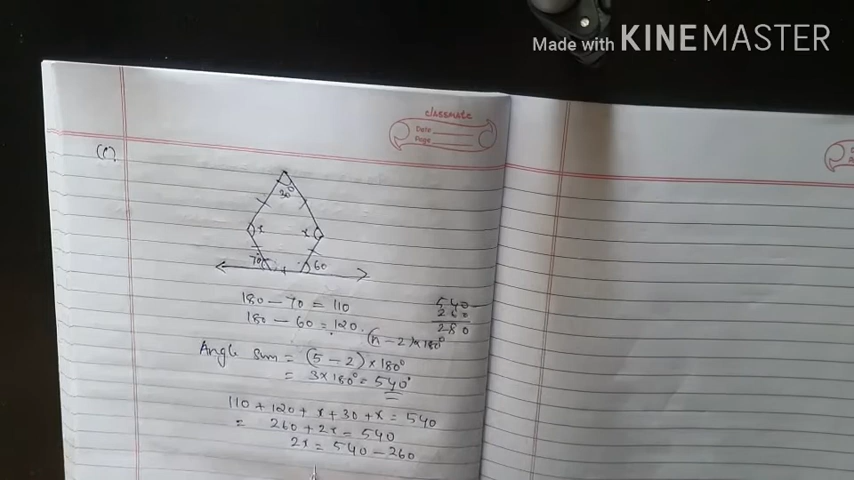 Made with KINEMASTER
classmate
Date
Page
30°
x
x
70
60
180 - 70 = 110
180 - 60 = 120.
540
260
280
(n-2)×180°
Angle sum = (5-2)×180°
= 3×180° = 540°
110 + 120 + x + 30 + x = 540
= 260 + 2x = 540
2x = 540 - 260